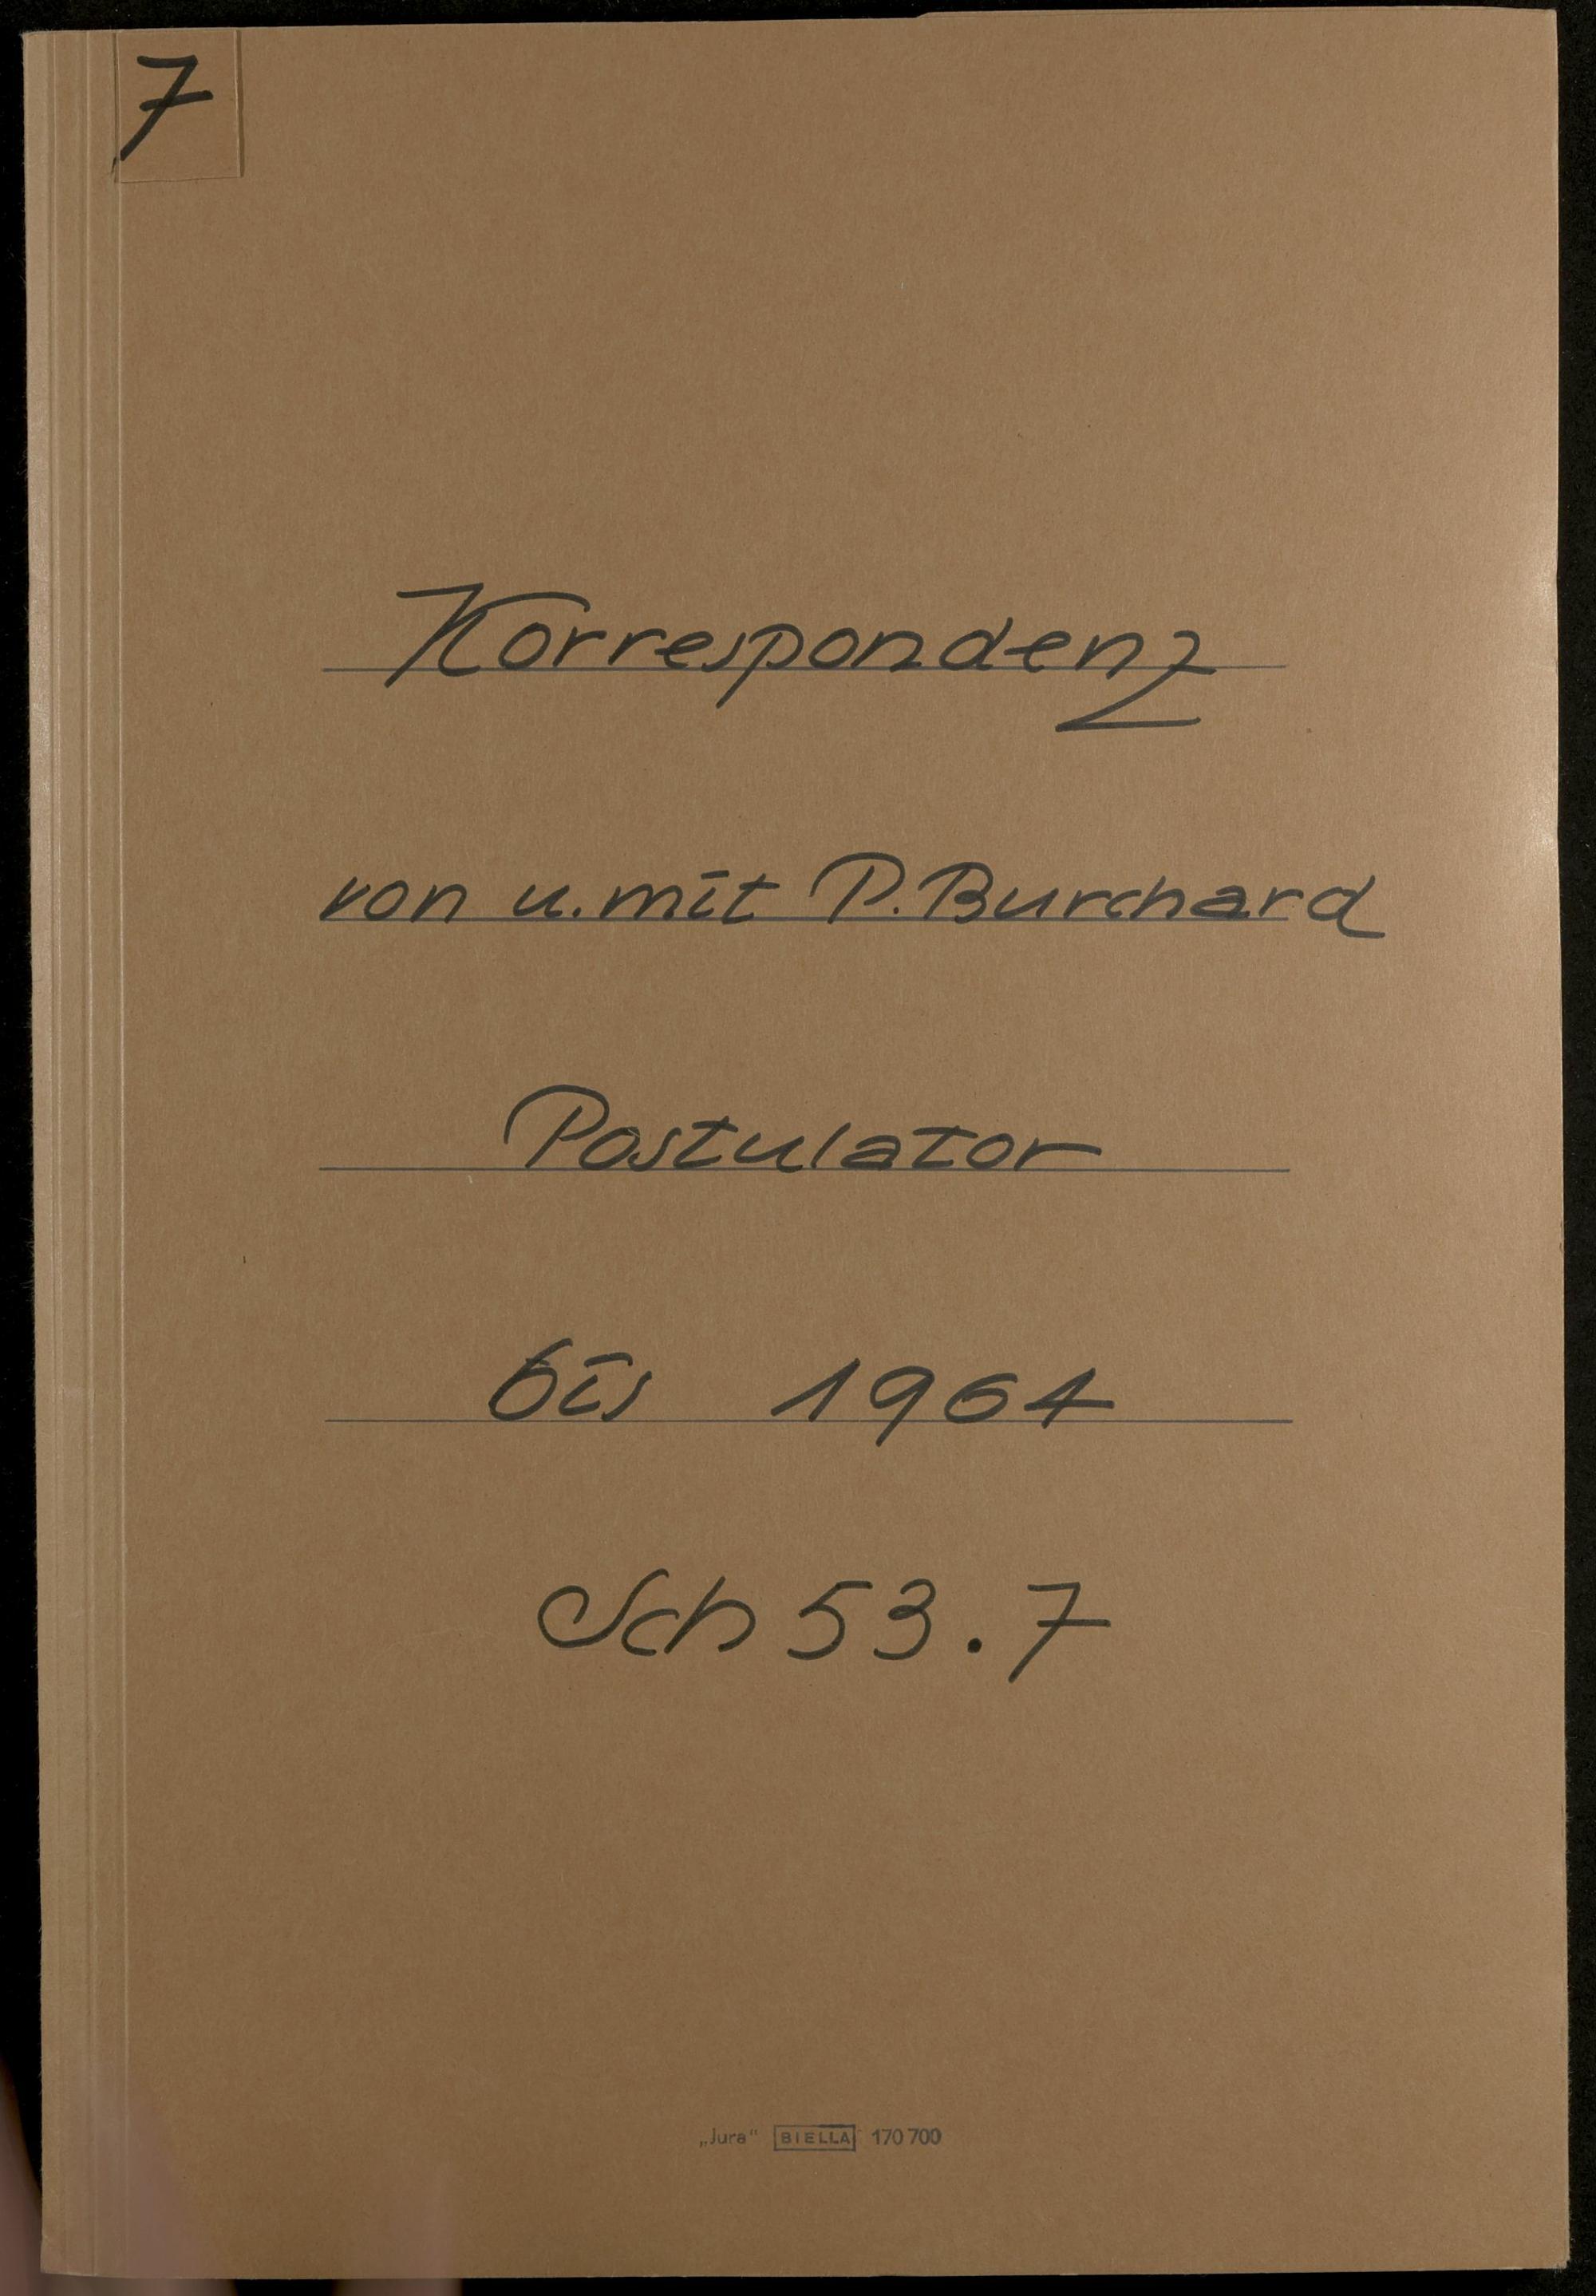 7
Korrespondenz
von u. mit P. Burchard
Postulator
bis 1964
Sch 53.7
„Jura“ BIELLA 170 700